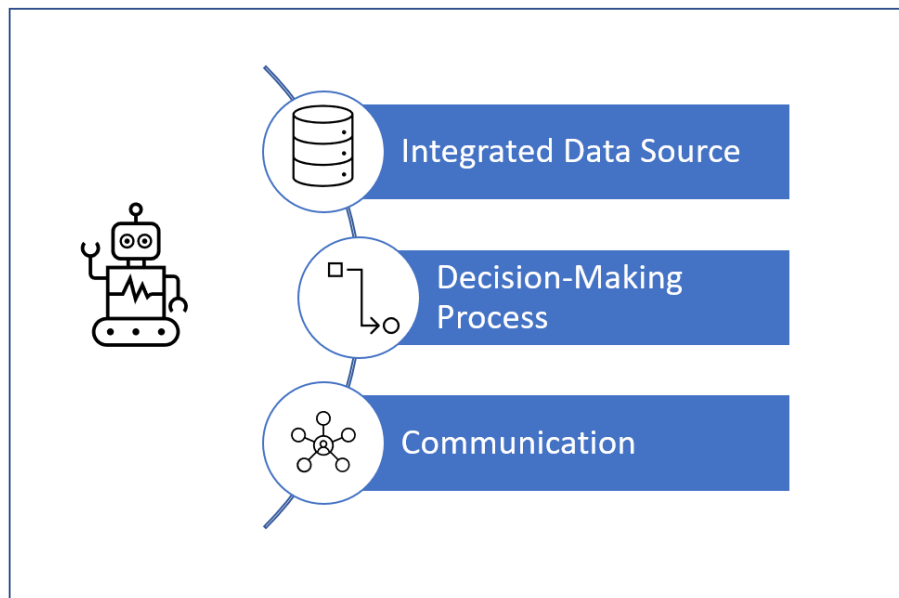 Integrated Data Source
Decision-Making
Process
Communication